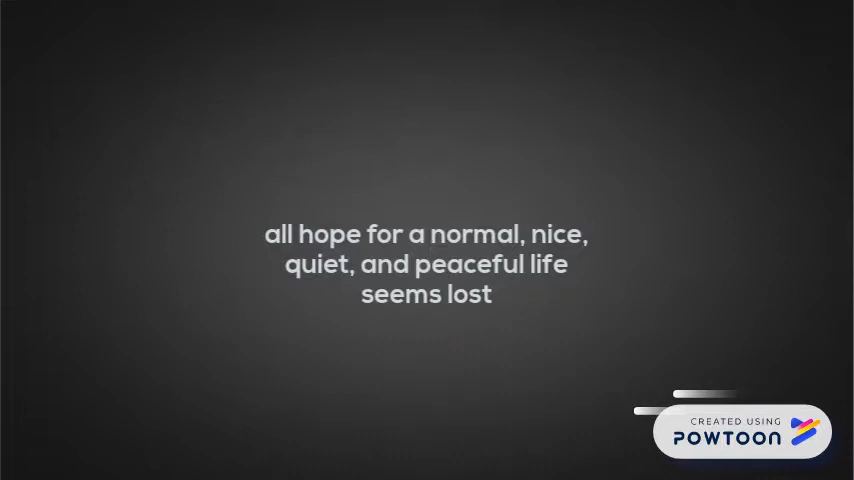 all hope for a normal, nice,
quiet, and peaceful life
seems lost
CREATED USING
POWTOON